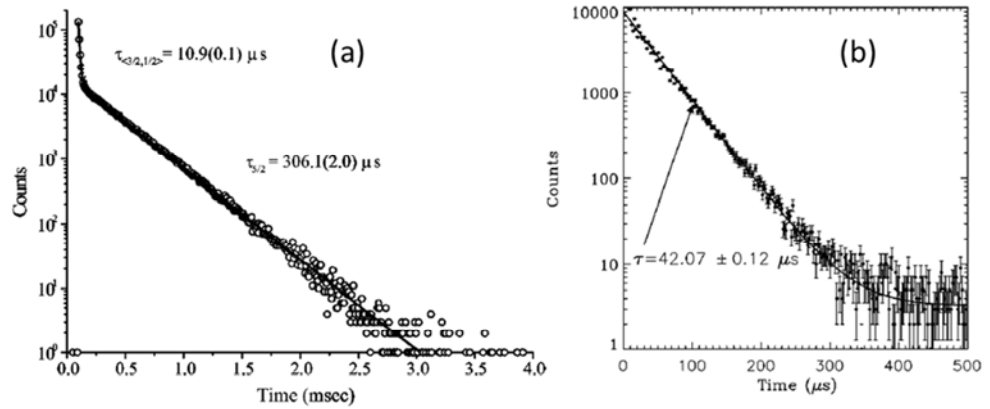 10⁵
10⁴
10³
10²
10¹
10⁰
Counts
τ<3/2,1/2> = 10.9(0.1) μs
(a)
τ5/2 = 306.1(2.0) μs
0.0 0.5 1.0 1.5 2.0 2.5 3.0 3.5 4.0
Time (msec)
10000
1000
100
10
1
Counts
(b)
τ=42.07 ±0.12 μs
0 100 200 300 400 500
Time (μs)